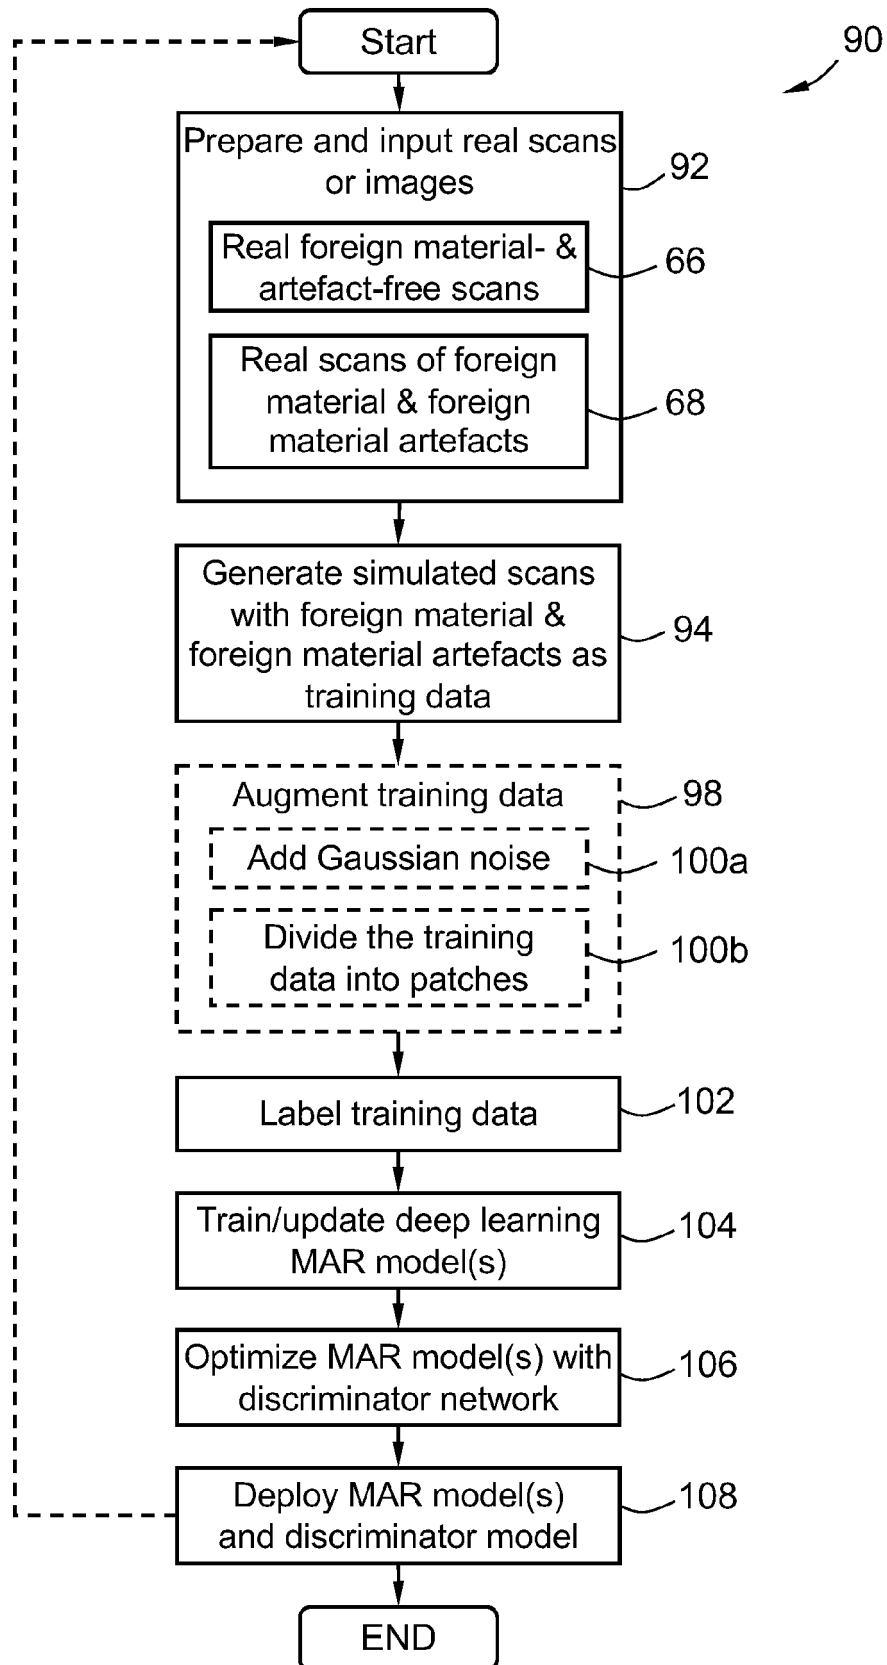 Start
90
Prepare and input real scans
or images
92
Real foreign material- &
artefact-free scans
66
Real scans of foreign
material & foreign
material artefacts
68
Generate simulated scans
with foreign material &
foreign material artefacts as
training data
94
Augment training data
98
Add Gaussian noise
100a
Divide the training
data into patches
100b
Label training data
102
Train/update deep learning
MAR model(s)
104
Optimize MAR model(s) with
discriminator network
106
Deploy MAR model(s)
and discriminator model
108
END